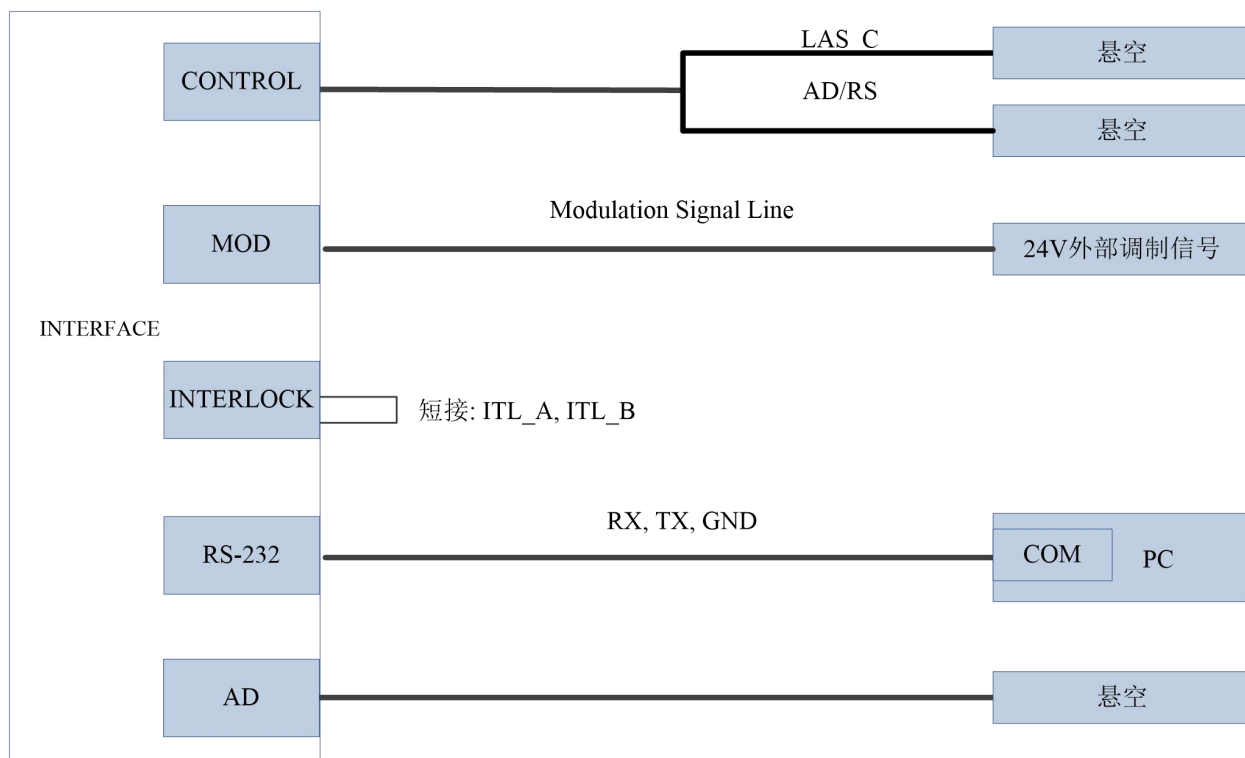 LAS_C
悬空
CONTROL
AD/RS
悬空
Modulation Signal Line
MOD
24V外部调制信号
INTERFACE
INTERLOCK
短接: ITL_A, ITL_B
RX, TX, GND
RS-232
COM
PC
AD
悬空